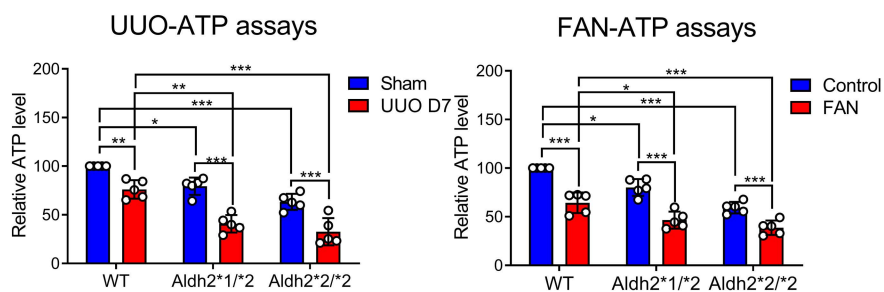 UUO-ATP assays
Relative ATP level
200
150
100
50
0
***
**
***
*
**
***
***
Sham
UUO D7
WT
Aldh2*1/*2
Aldh2*2/*2
FAN-ATP assays
Relative ATP level
200
150
100
50
0
***
*
***
*
***
***
***
Control
FAN
WT
Aldh2*1/*2
Aldh2*2/*2